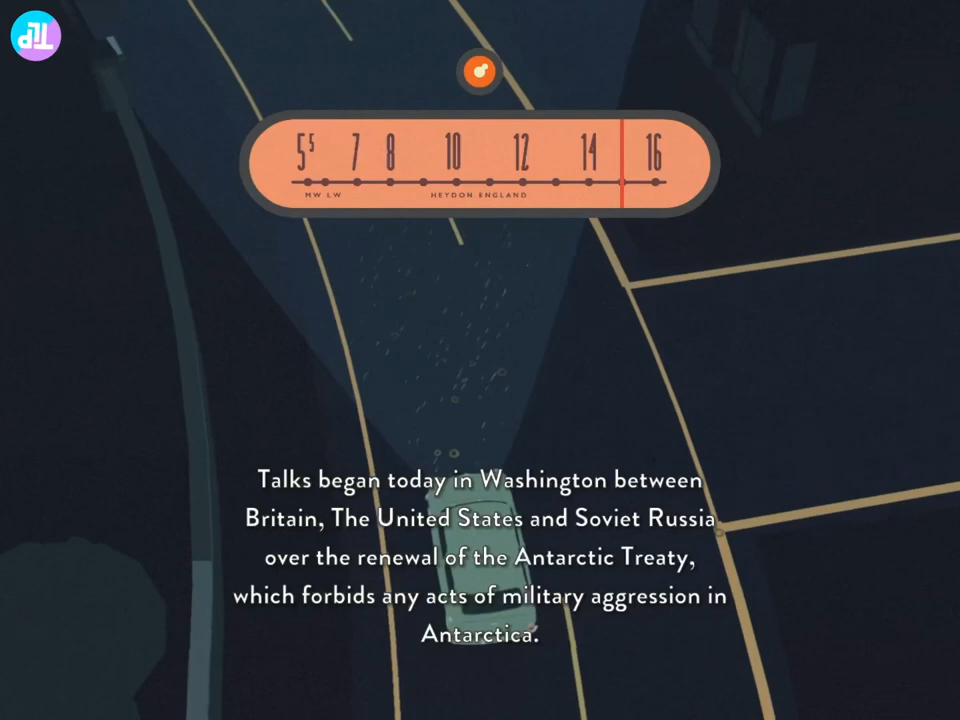 5⁵ 7 8 10 12 14 16
MW LW HEYDON ENGLAND
Talks began today in Washington between
Britain, The United States and Soviet Russia
over the renewal of the Antarctic Treaty,
which forbids any acts of military aggression in
Antarctica.